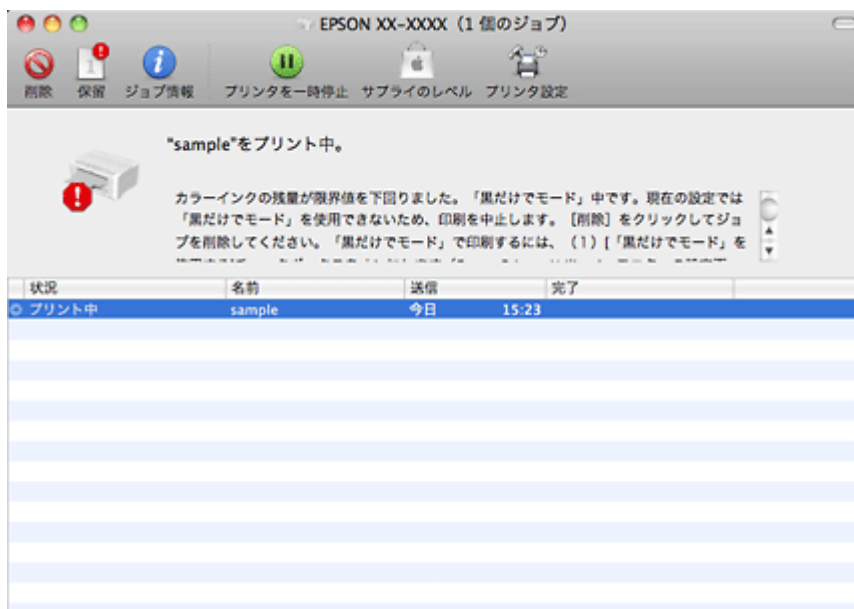 EPSON XX-XXXX（1 個のジョブ）
削除 保留 ジョブ情報 プリンタを一時停止 サプライのレベル プリンタ設定
"sample"をプリント中。
カラーインクの残量が限界値を下回りました。「黒だけでモード」中です。現在の設定では
「黒だけでモード」を使用できないため、印刷を中止します。［削除］をクリックしてジョ
ブを削除してください。「黒だけでモード」で印刷するには、（1）[「黒だけでモード」を
状況 名前 送信 完了
プリント中 sample 今日 15:23